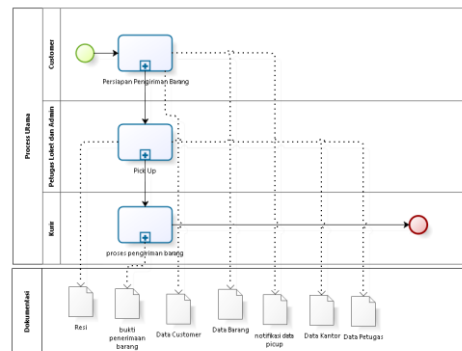 Process Utama
Customer
Persiapan Pengiriman Barang
Petugas Loket dan Admin
Pick Up
Kurir
proses pengiriman barang
Dokumentasi
Resi
bukti
penerimaan
barang
Data Customer
Data Barang
notifikasi data
picup
Data Kantor
Data Petugas